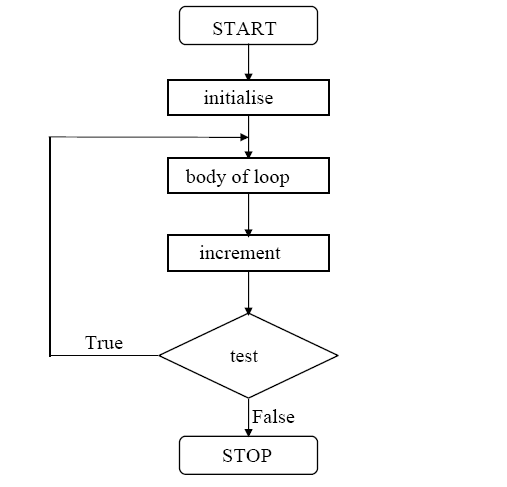 START
initialise
body of loop
increment
True
test
False
STOP